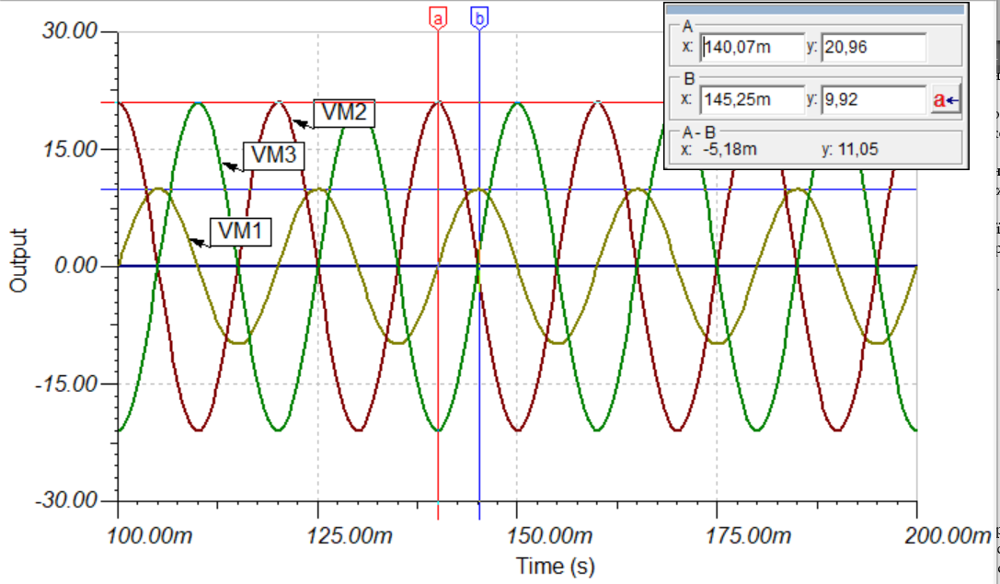 a b
A
x: 140,07m y: 20,96
B
x: 145,25m y: 9,92 a←
A - B
x: -5,18m y: 11,05
30.00
15.00
0.00
-15.00
-30.00
Output
VM2
VM3
VM1
100.00m 125.00m 150.00m 175.00m 200.00m
Time (s)